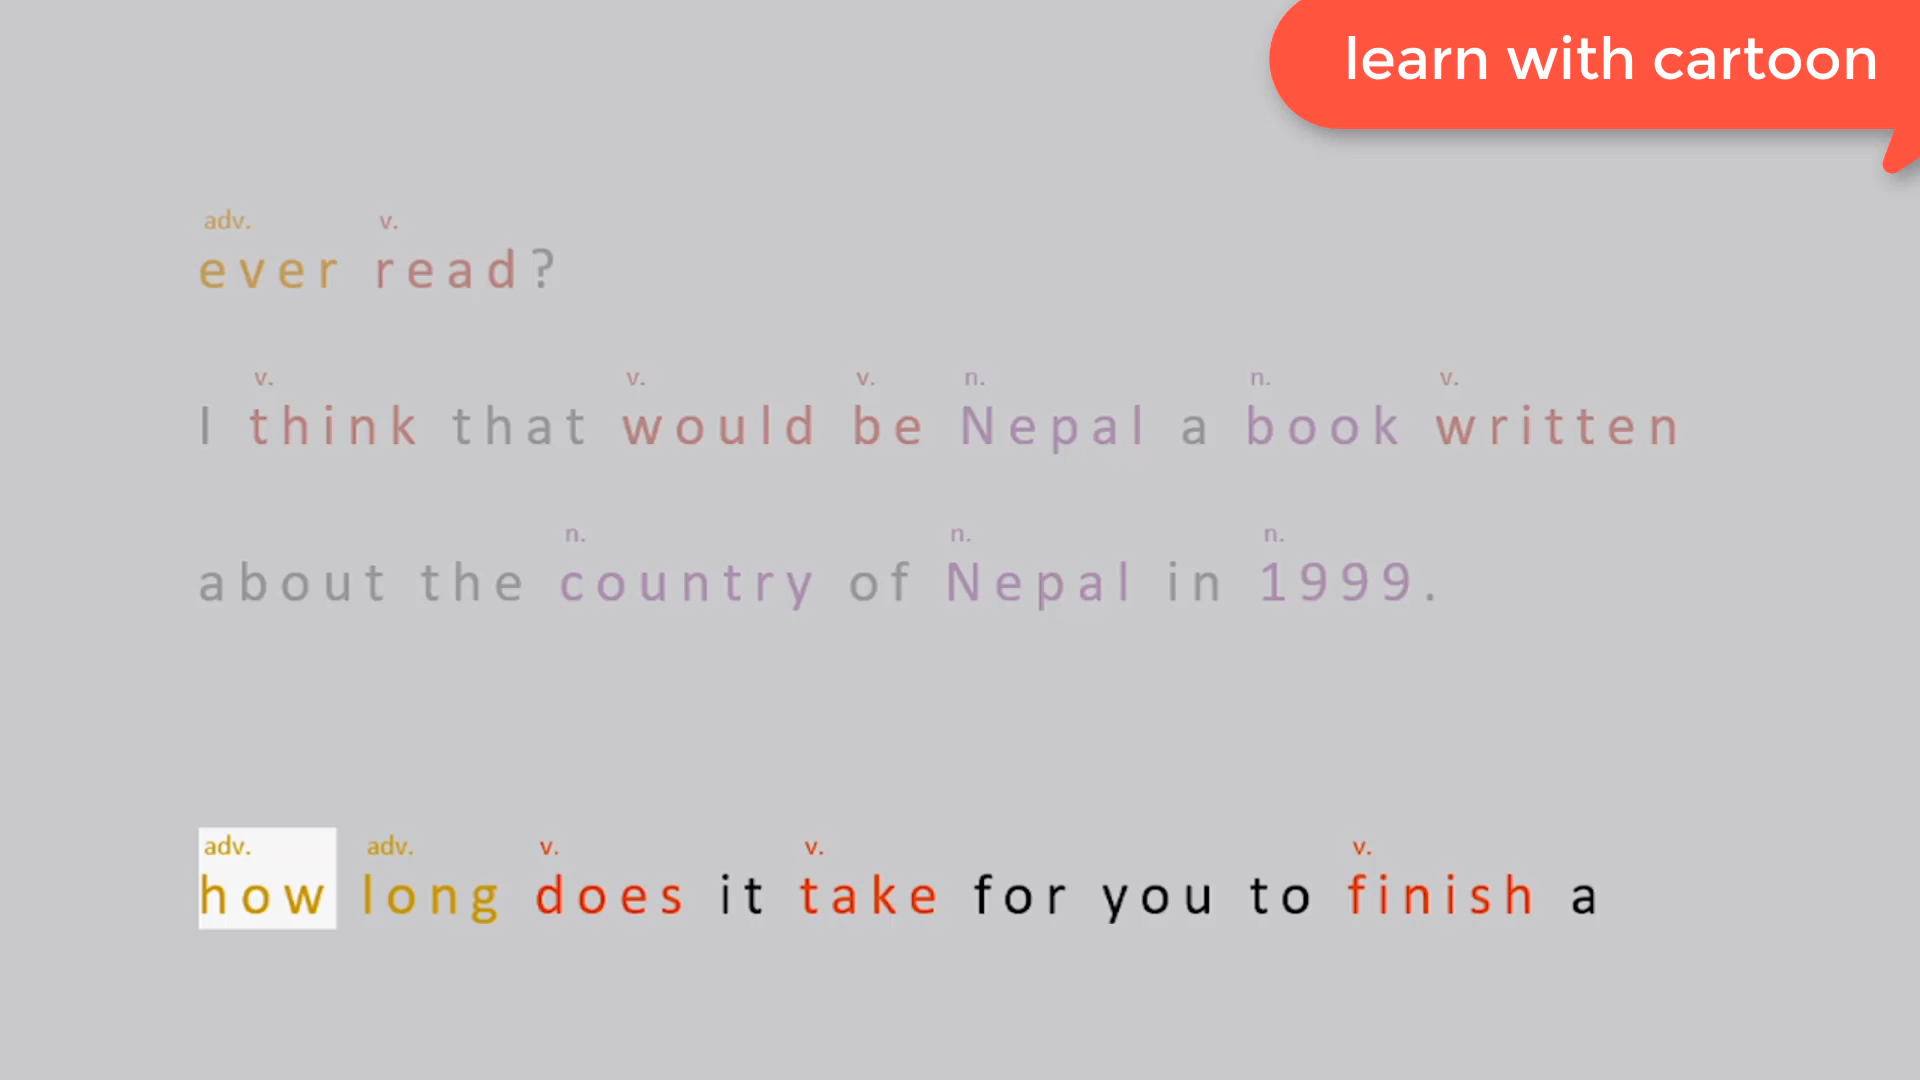 learn with cartoon
adv. v.
ever read?
v. v. v. n. n. v.
I think that would be Nepal a book written
n. n. n.
about the country of Nepal in 1999.
adv. adv. v. v. v.
how long does it take for you to finish a